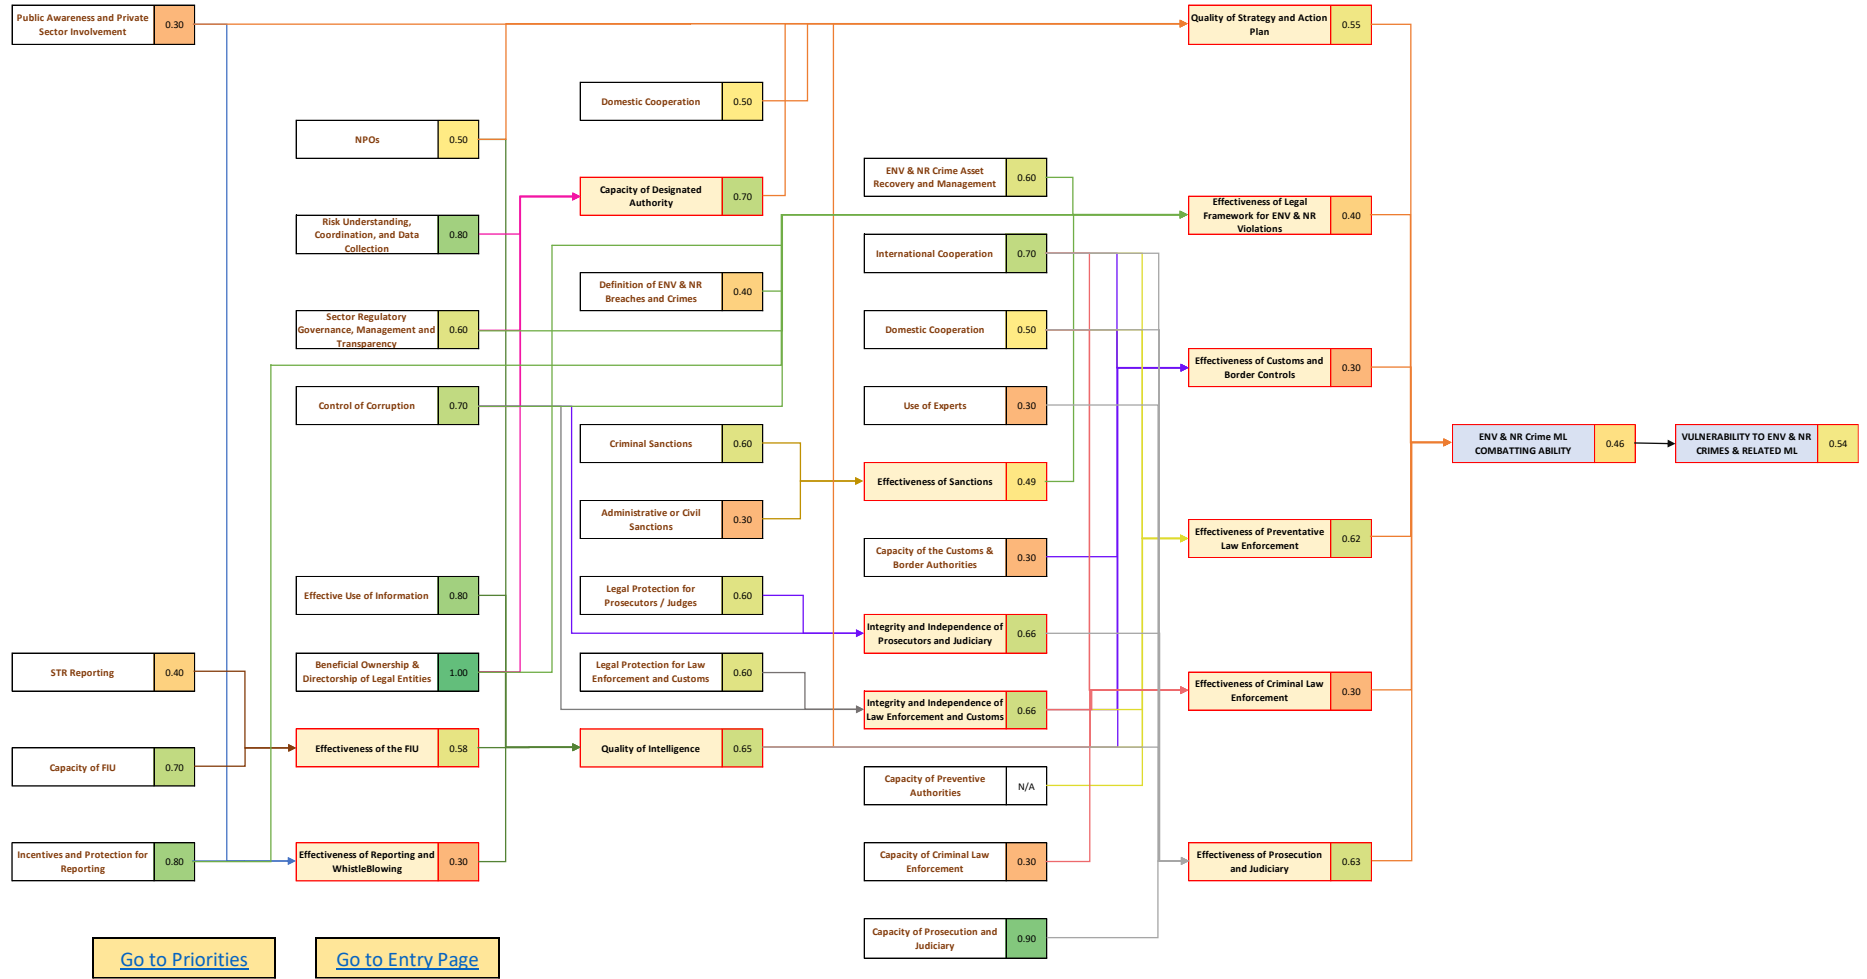 Public Awareness and Private
Sector Involvement
0.30
Quality of Strategy and Action
Plan
0.55
Domestic Cooperation
0.50
NPOs
0.50
ENV & NR Crime Asset
Recovery and Management
0.60
Capacity of Designated
Authority
0.70
Effectiveness of Legal
Framework for ENV & NR
Violations
0.40
Risk Understanding,
Coordination, and Data
Collection
0.80
International Cooperation
0.70
Definition of ENV & NR
Breaches and Crimes
0.40
Sector Regulatory
Governance, Management and
Transparency
0.60
Domestic Cooperation
0.50
Effectiveness of Customs and
Border Controls
0.30
Control of Corruption
0.70
Use of Experts
0.30
Criminal Sanctions
0.60
ENV & NR Crime ML
COMBATTING ABILITY
0.46
VULNERABILITY TO ENV & NR
CRIMES & RELATED ML
0.54
Effectiveness of Sanctions
0.49
Administrative or Civil
Sanctions
0.30
Effectiveness of Preventative
Law Enforcement
0.62
Capacity of the Customs &
Border Authorities
0.30
Effective Use of Information
0.80
Legal Protection for
Prosecutors / Judges
0.60
Integrity and Independence of
Prosecutors and Judiciary
0.66
STR Reporting
0.40
Beneficial Ownership &
Directorship of Legal Entities
1.00
Legal Protection for Law
Enforcement and Customs
0.60
Effectiveness of Criminal Law
Enforcement
0.30
Integrity and Independence of
Law Enforcement and Customs
0.66
Effectiveness of the FIU
0.58
Quality of Intelligence
0.65
Capacity of FIU
0.70
Capacity of Preventive
Authorities
N/A
Incentives and Protection for
Reporting
0.80
Effectiveness of Reporting and
WhistleBlowing
0.30
Capacity of Criminal Law
Enforcement
0.30
Effectiveness of Prosecution
and Judiciary
0.63
Capacity of Prosecution and
Judiciary
0.90
Go to Priorities
Go to Entry Page